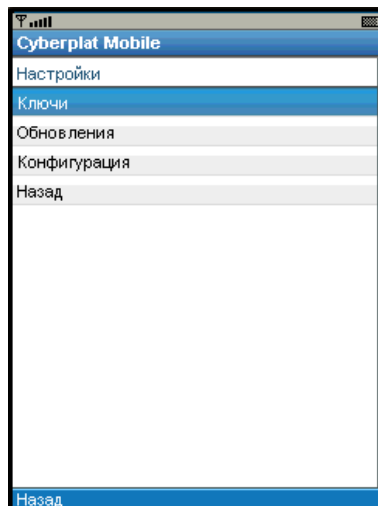 Cyberplat Mobile
Настройки
Ключи
Обновления
Конфигурация
Назад
Назад